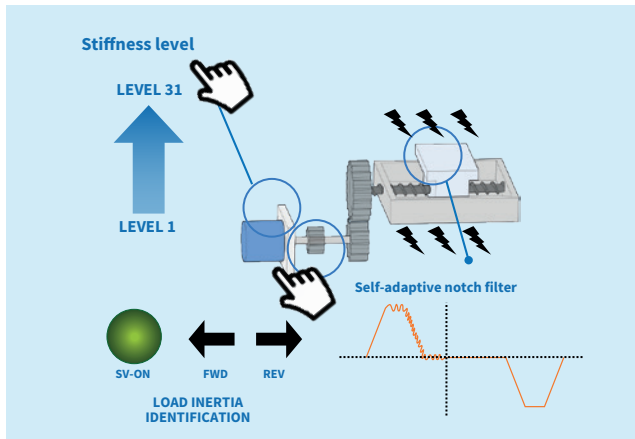 Stiffness level
LEVEL 31
LEVEL 1
Self-adaptive notch filter
SV-ON
FWD
REV
LOAD INERTIA
IDENTIFICATION